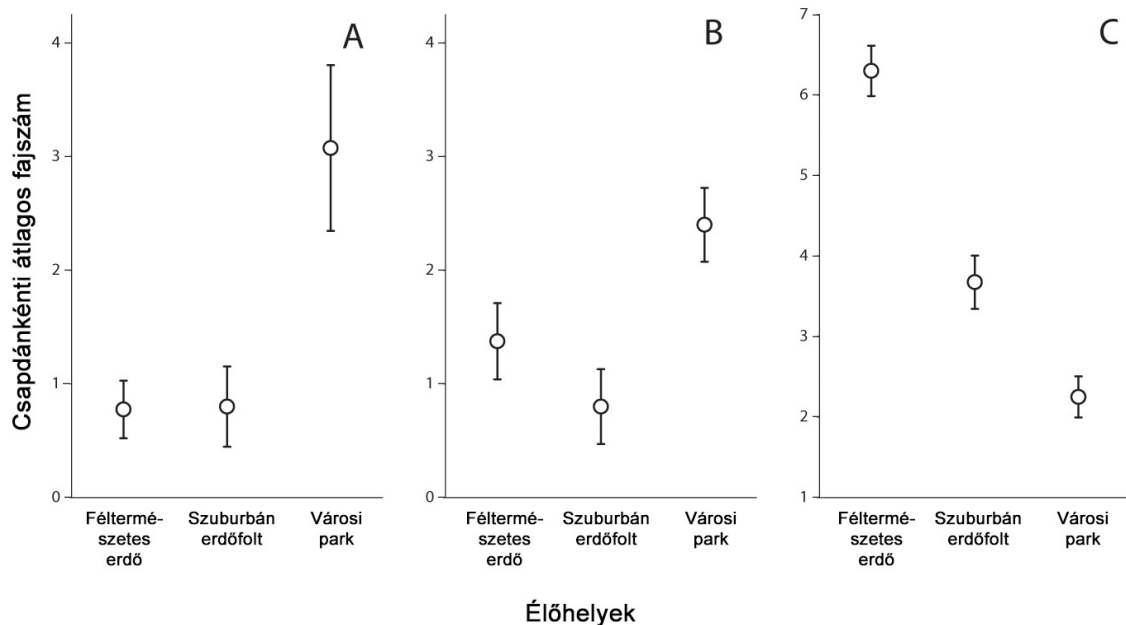 Csapdánkénti átlagos fajszám
A
4
3
2
1
0
Féltermé-
szetes
erdő
Szuburbán
erdőfolt
Városi
park
B
4
3
2
1
0
Féltermé-
szetes
erdő
Szuburbán
erdőfolt
Városi
park
C
7
6
5
4
3
2
1
Féltermé-
szetes
erdő
Szuburbán
erdőfolt
Városi
park
Élőhelyek